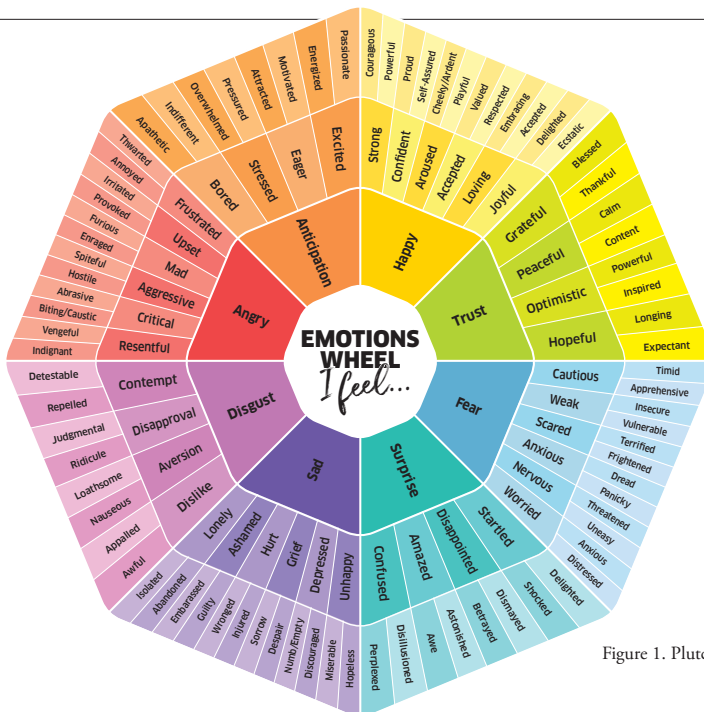 EMOTIONS
WHEEL
I feel...
Happy
Strong
Confident
Aroused
Accepted
Loving
Joyful
Courageous
Powerful
Proud
Self-Assured
Cheeky/Ardent
Playful
Valued
Respected
Embracing
Accepted
Delighted
Ecstatic
Trust
Grateful
Peaceful
Optimistic
Hopeful
Blessed
Thankful
Calm
Content
Powerful
Inspired
Longing
Expectant
Fear
Cautious
Weak
Scared
Anxious
Nervous
Worried
Timid
Apprehensive
Insecure
Vulnerable
Terrified
Frightened
Dread
Panicky
Threatened
Uneasy
Anxious
Distressed
Surprise
Startled
Disappointed
Amazed
Confused
Delighted
Shocked
Dismayed
Betrayed
Astonished
Awe
Disillusioned
Perplexed
Sad
Unhappy
Depressed
Grief
Hurt
Ashamed
Lonely
Hopeless
Miserable
Discouraged
Numb/Empty
Despair
Sorrow
Injured
Wronged
Guilty
Embarassed
Abandoned
Isolated
Disgust
Dislike
Aversion
Disapproval
Contempt
Awful
Appalled
Nauseous
Loathsome
Ridicule
Judgmental
Repelled
Detestable
Angry
Resentful
Critical
Aggressive
Mad
Upset
Frustrated
Indignant
Vengeful
Biting/Caustic
Abrasive
Hostile
Spiteful
Enraged
Furious
Provoked
Irritated
Annoyed
Thwarted
Anticipation
Bored
Stressed
Eager
Excited
Apathetic
Indifferent
Overwhelmed
Pressured
Attracted
Motivated
Energized
Passionate
Figure 1. Plutc